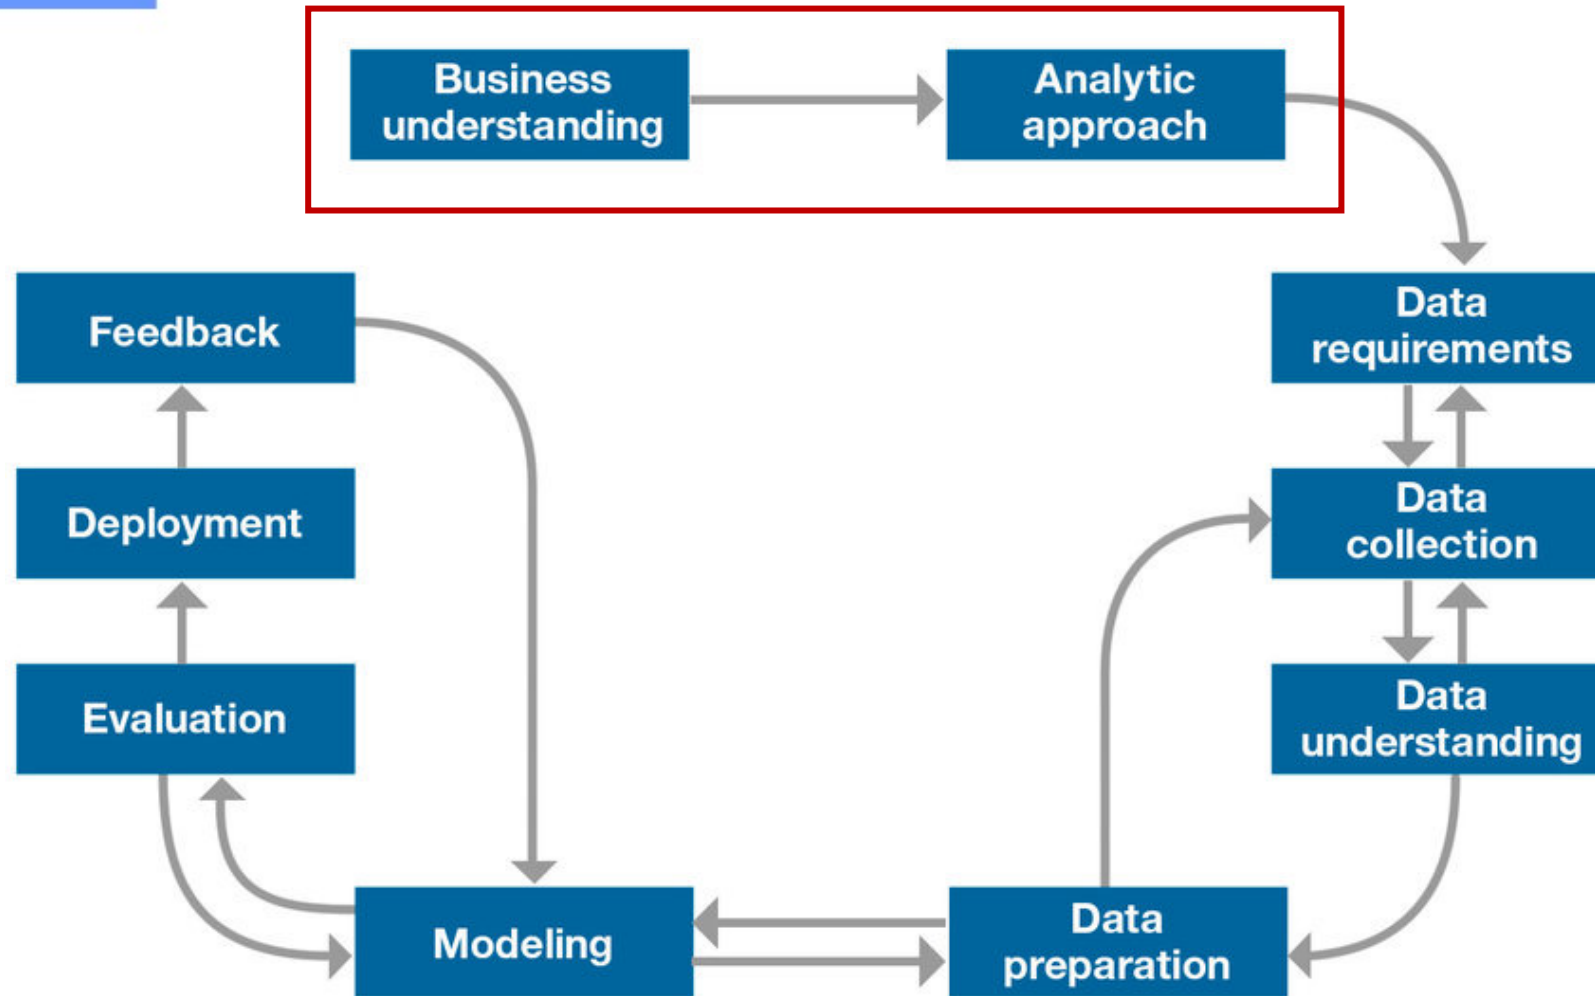 Business
understanding
Analytic
approach
Data
requirements
Feedback
Data
collection
Deployment
Data
understanding
Evaluation
Data
preparation
Modeling